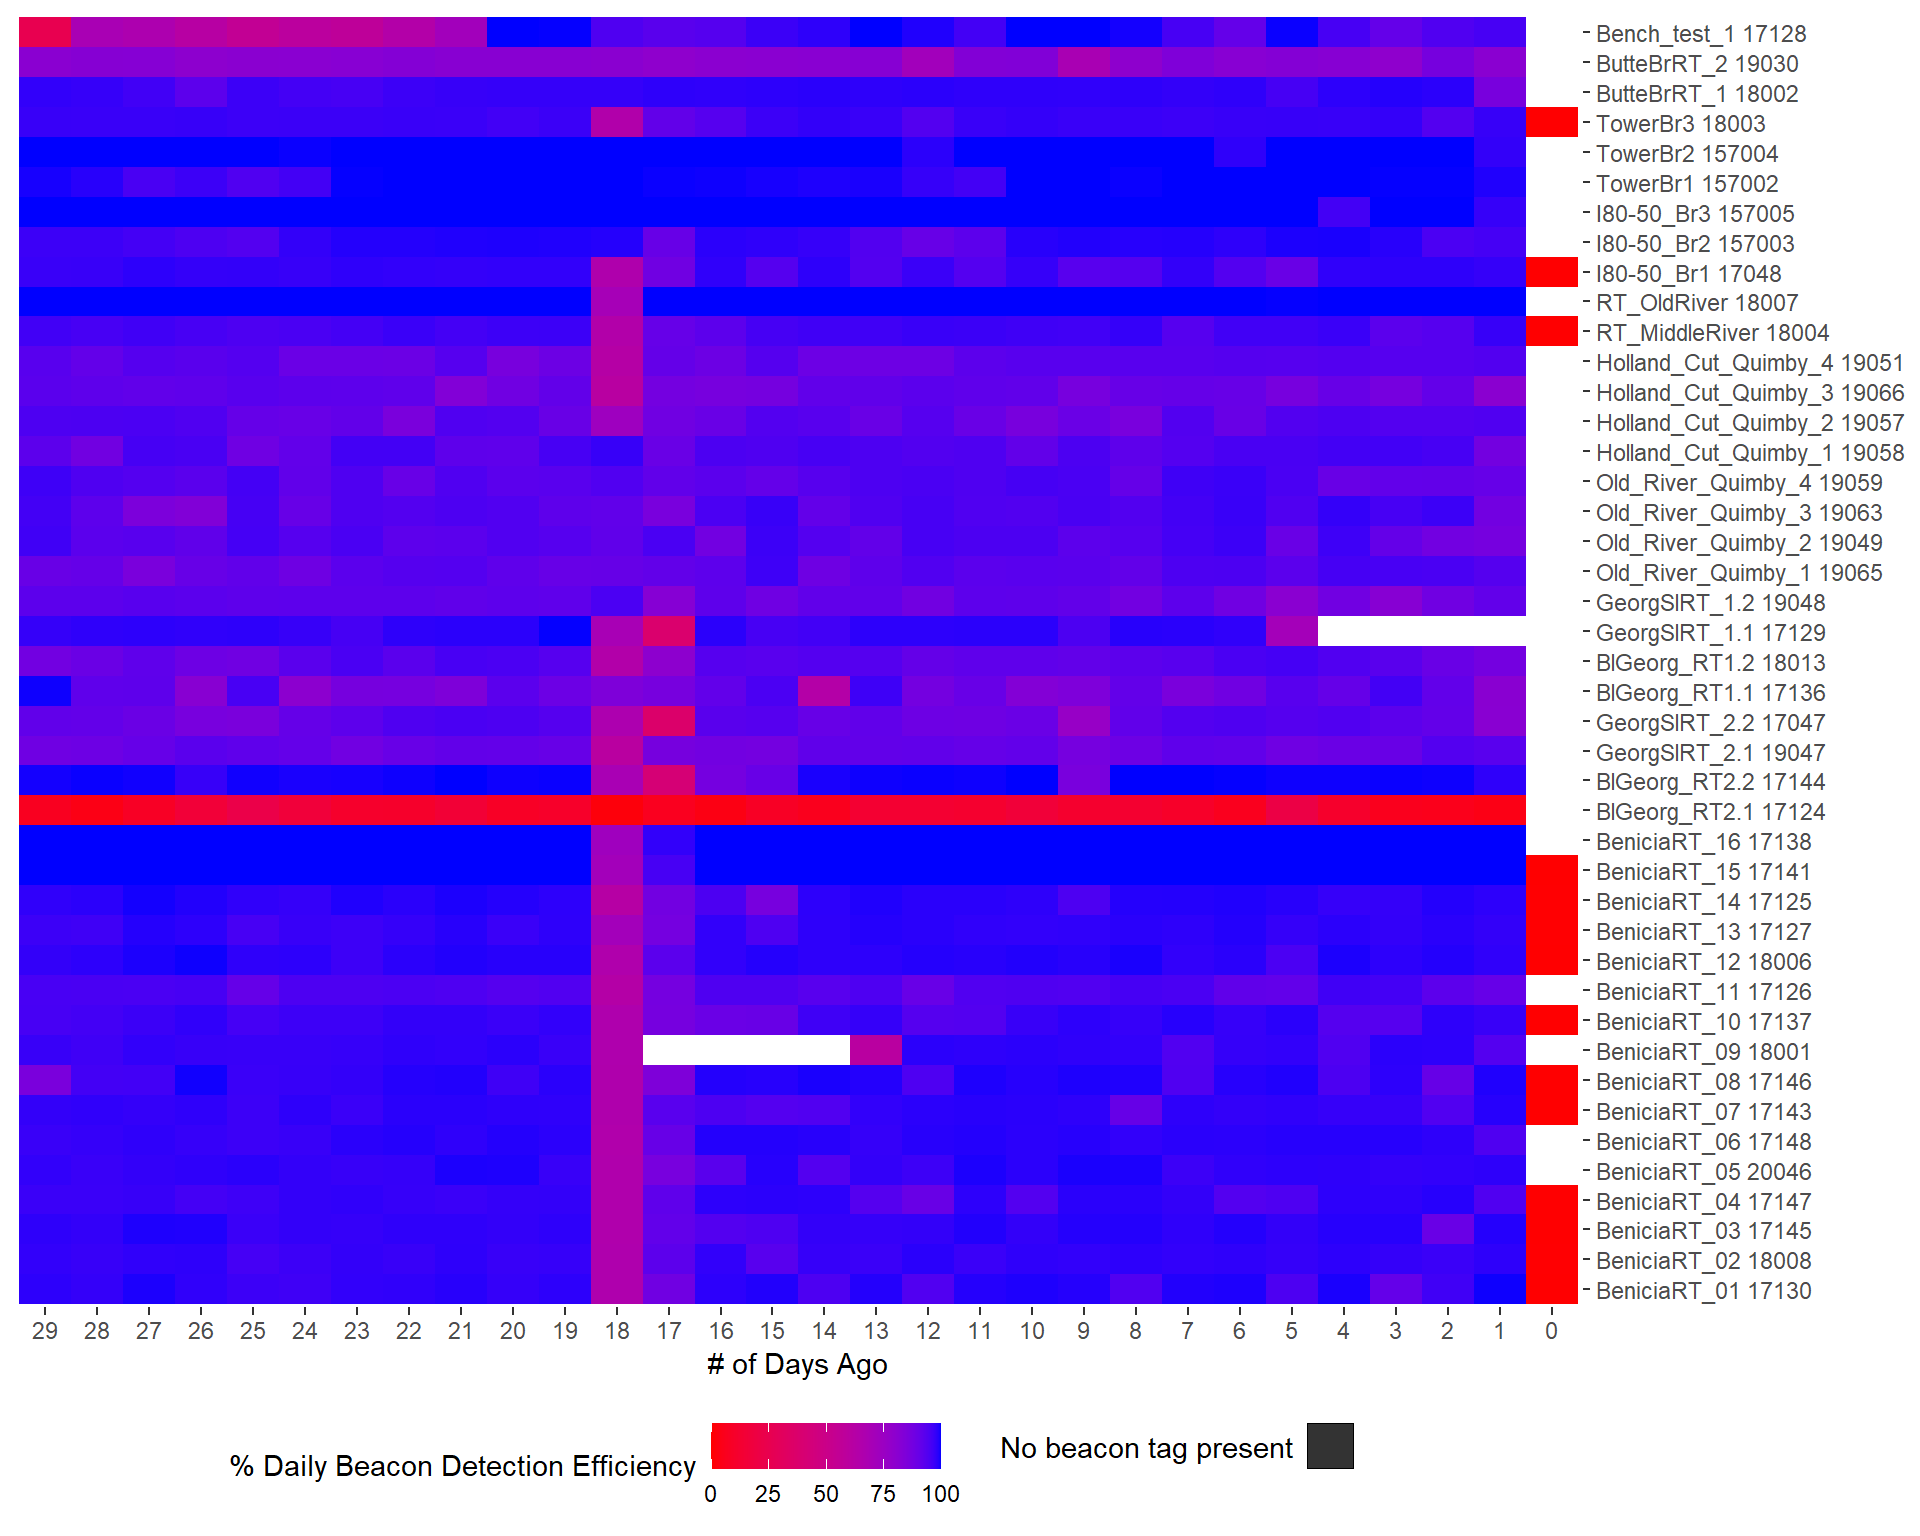 Bench_test_1 17128
ButteBrRT_2 19030
ButteBrRT_1 18002
TowerBr3 18003
TowerBr2 157004
TowerBr1 157002
I80-50_Br3 157005
I80-50_Br2 157003
I80-50_Br1 17048
RT_OldRiver 18007
RT_MiddleRiver 18004
Holland_Cut_Quimby_4 19051
Holland_Cut_Quimby_3 19066
Holland_Cut_Quimby_2 19057
Holland_Cut_Quimby_1 19058
Old_River_Quimby_4 19059
Old_River_Quimby_3 19063
Old_River_Quimby_2 19049
Old_River_Quimby_1 19065
GeorgSlRT_1.2 19048
GeorgSlRT_1.1 17129
BlGeorg_RT1.2 18013
BlGeorg_RT1.1 17136
GeorgSlRT_2.2 17047
GeorgSlRT_2.1 19047
BlGeorg_RT2.2 17144
BlGeorg_RT2.1 17124
BeniciaRT_16 17138
BeniciaRT_15 17141
BeniciaRT_14 17125
BeniciaRT_13 17127
BeniciaRT_12 18006
BeniciaRT_11 17126
BeniciaRT_10 17137
BeniciaRT_09 18001
BeniciaRT_08 17146
BeniciaRT_07 17143
BeniciaRT_06 17148
BeniciaRT_05 20046
BeniciaRT_04 17147
BeniciaRT_03 17145
BeniciaRT_02 18008
BeniciaRT_01 17130
29 28 27 26 25 24 23 22 21 20 19 18 17 16 15 14 13 12 11 10 9 8 7 6 5 4 3 2 1 0
# of Days Ago
% Daily Beacon Detection Efficiency
0 25 50 75 100
No beacon tag present